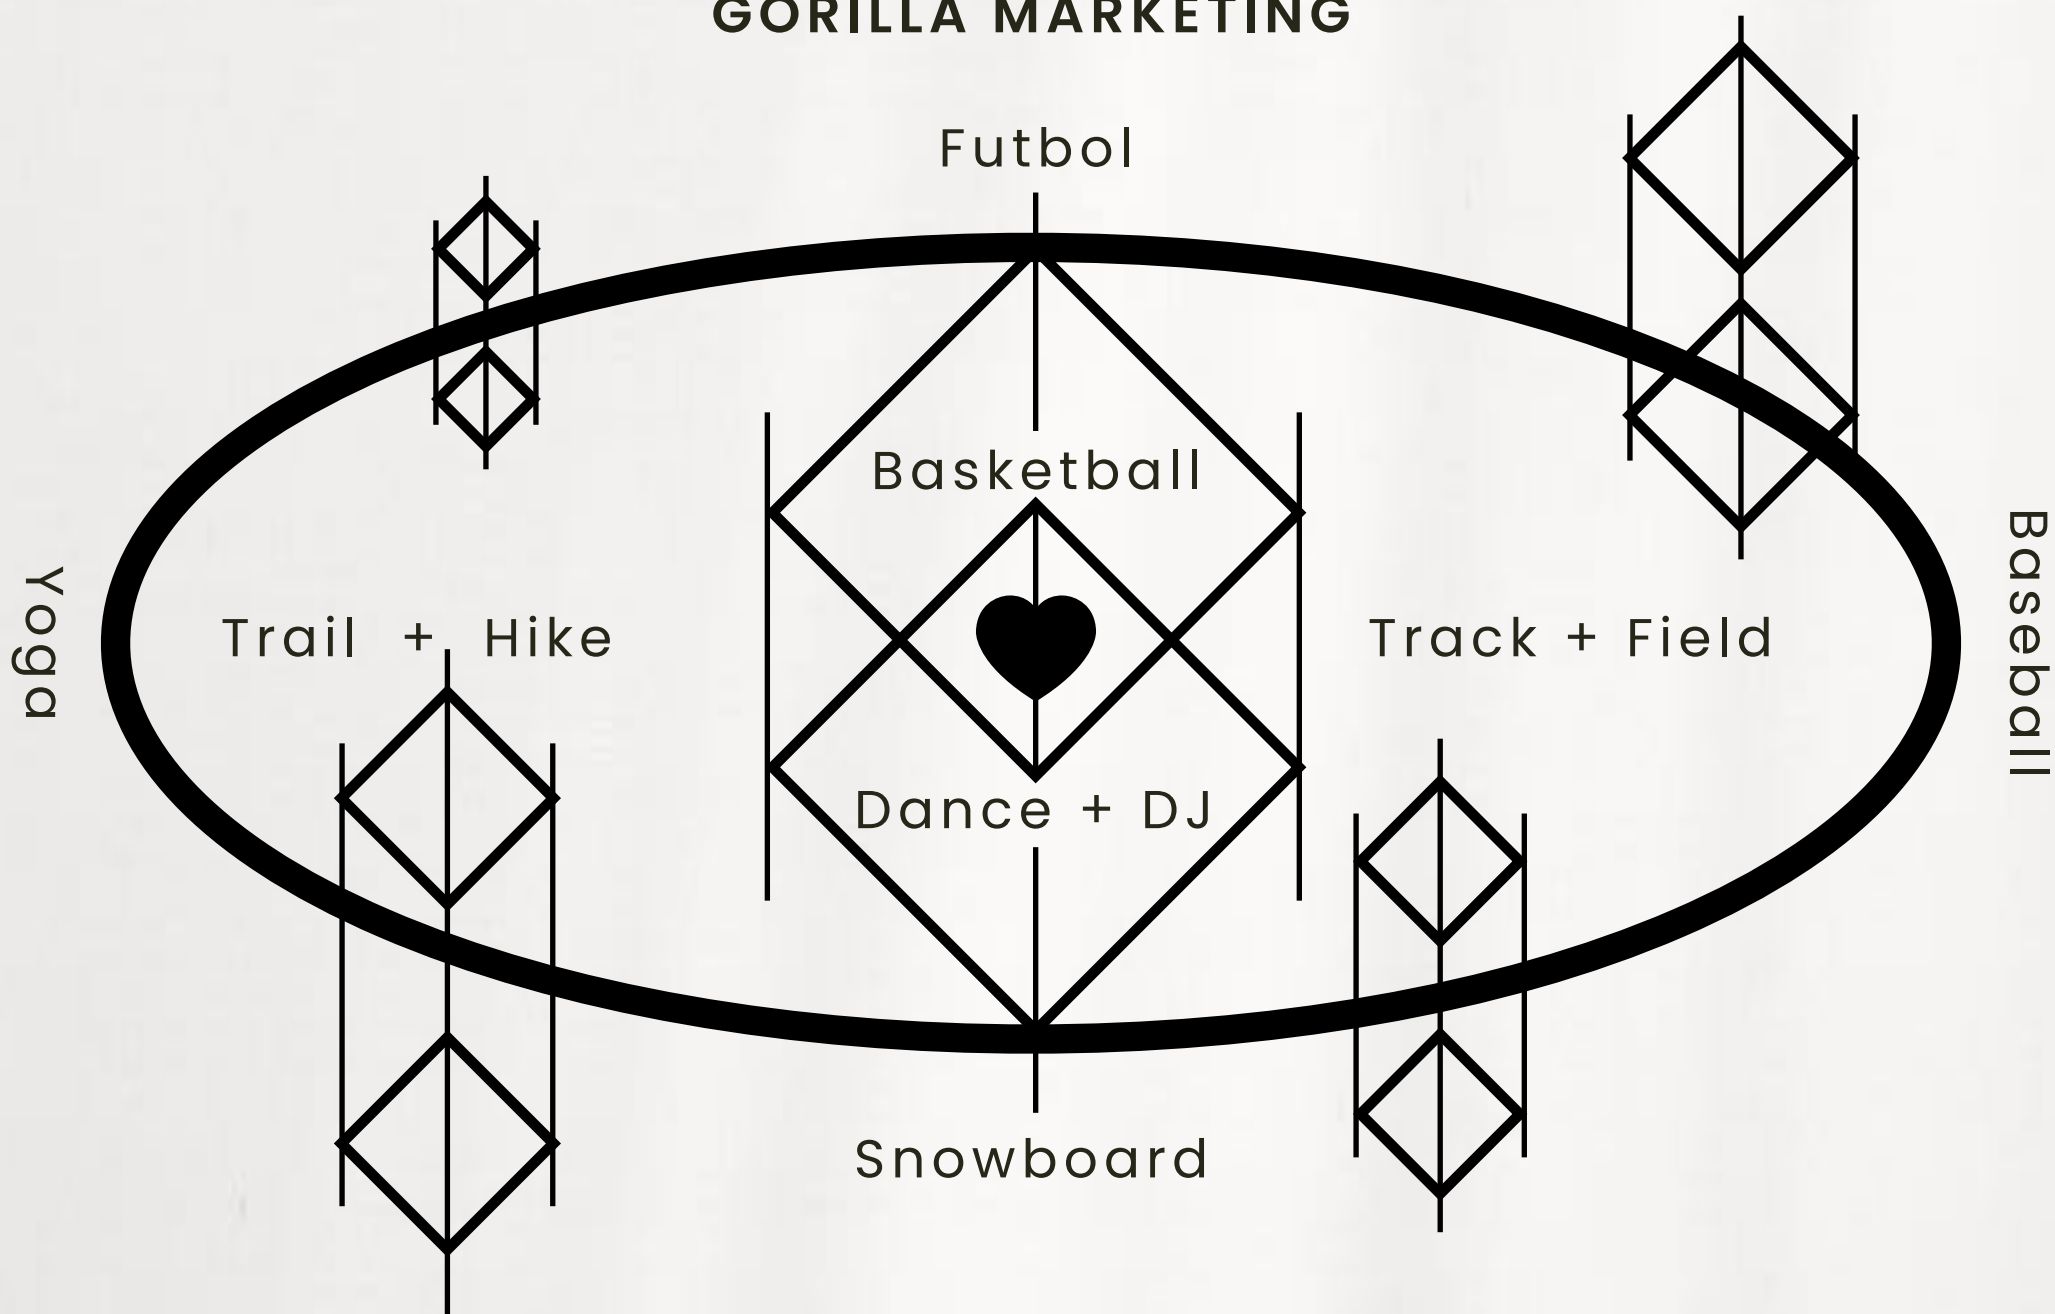 GORILLA MARKETING
Futbol
Basketball
Yoga
Trail + Hike
Track + Field
Baseball
Dance + DJ
Snowboard